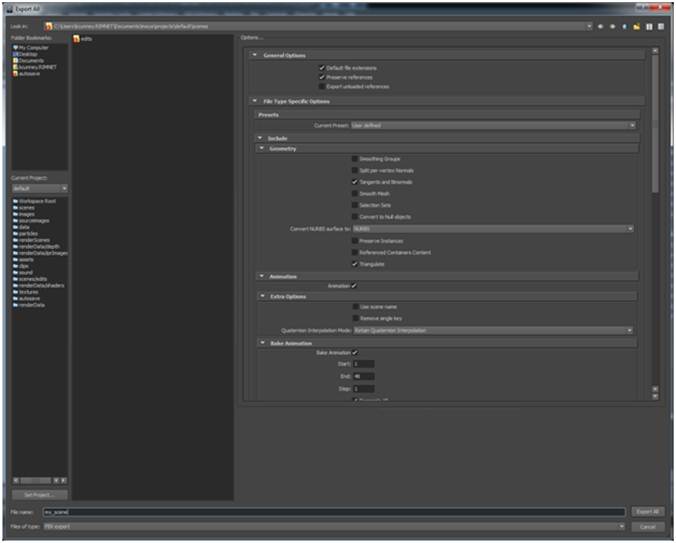 Export All
Look in:
C:\Users\kcunney.RIMNET\Documents\maya\projects\default\scenes
Folder Bookmarks:
My Computer
Desktop
Documents
kcunney.RIMNET
autosave
edits
Current Project:
default
Workspace Root
scenes
images
sourceimages
data
particles
renderScenes
renderData/depth
renderData/iprImages
assets
clips
sound
scenes/edits
renderData/shaders
textures
autosave
renderData
Set Project...
Options...
General Options
Default file extensions
Preserve references
Export unloaded references
File Type Specific Options
Presets
Current Preset: User defined
Include
Geometry
Smoothing Groups
Split per-vertex Normals
Tangents and Binormals
Smooth Mesh
Selection Sets
Convert to Null objects
Convert NURBS surface to: NURBS
Preserve Instances
Referenced Containers Content
Triangulate
Animation
Animation
Extra Options
Use scene name
Remove single key
Quaternion Interpolation Mode: Retain Quaternion Interpolation
Bake Animation
Bake Animation
Start: 1
End: 48
Step: 1
File name: my_scene
Export All
Files of type: FBX export
Cancel